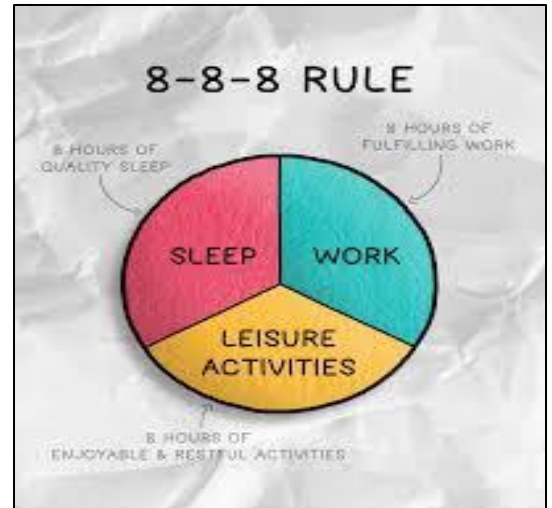 8-8-8 RULE
8 HOURS OF
QUALITY SLEEP
8 HOURS OF
FULFILLING WORK
SLEEP
WORK
LEISURE
ACTIVITIES
8 HOURS OF
ENJOYABLE & RESTFUL ACTIVITIES